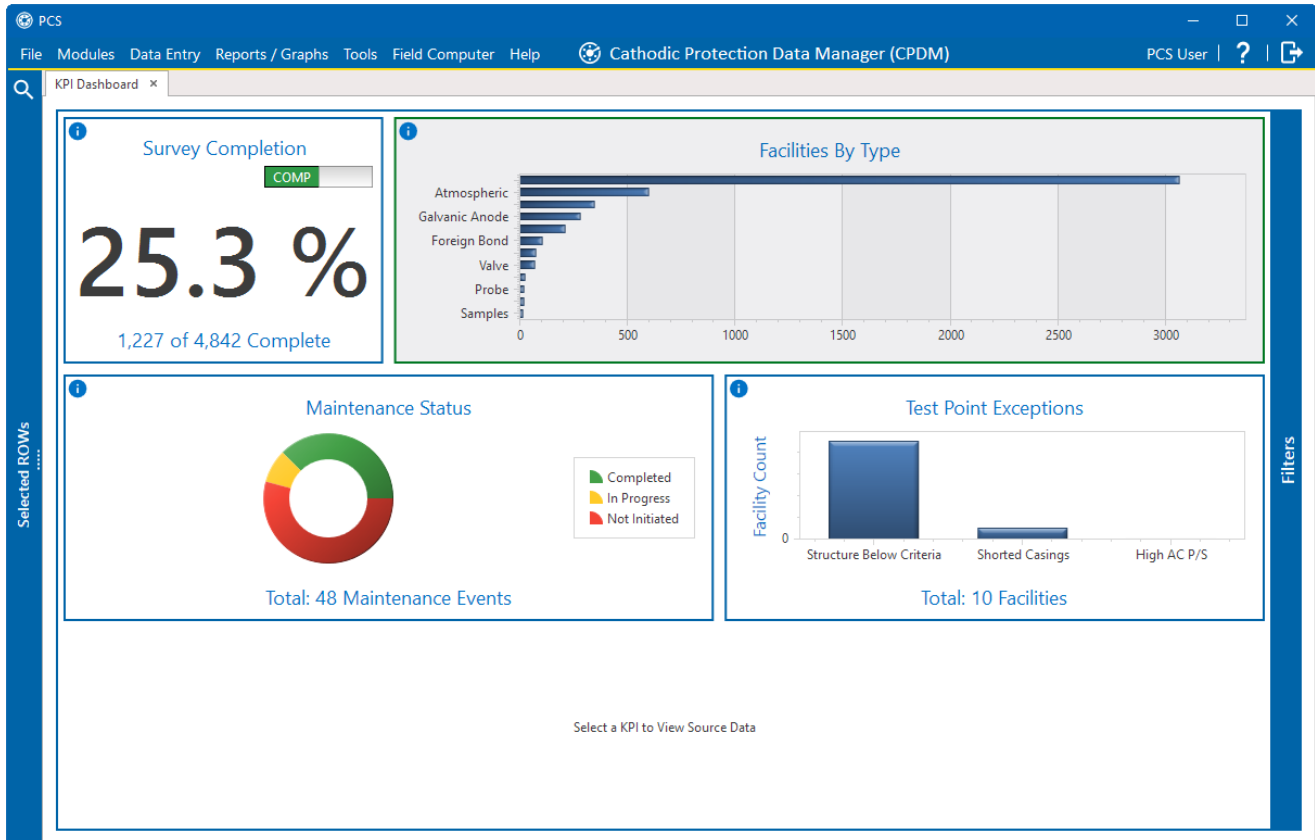 PCS
File Modules Data Entry Reports / Graphs Tools Field Computer Help Cathodic Protection Data Manager (CPDM) PCS User | ? |
KPI Dashboard ×
Selected ROWs
Survey Completion
COMP
25.3 %
1,227 of 4,842 Complete
Facilities By Type
Atmospheric
Galvanic Anode
Foreign Bond
Valve
Probe
Samples
0 500 1000 1500 2000 2500 3000
Maintenance Status
Completed
In Progress
Not Initiated
Total: 48 Maintenance Events
Test Point Exceptions
Facility Count
0
Structure Below Criteria Shorted Casings High AC P/S
Total: 10 Facilities
Filters
Select a KPI to View Source Data